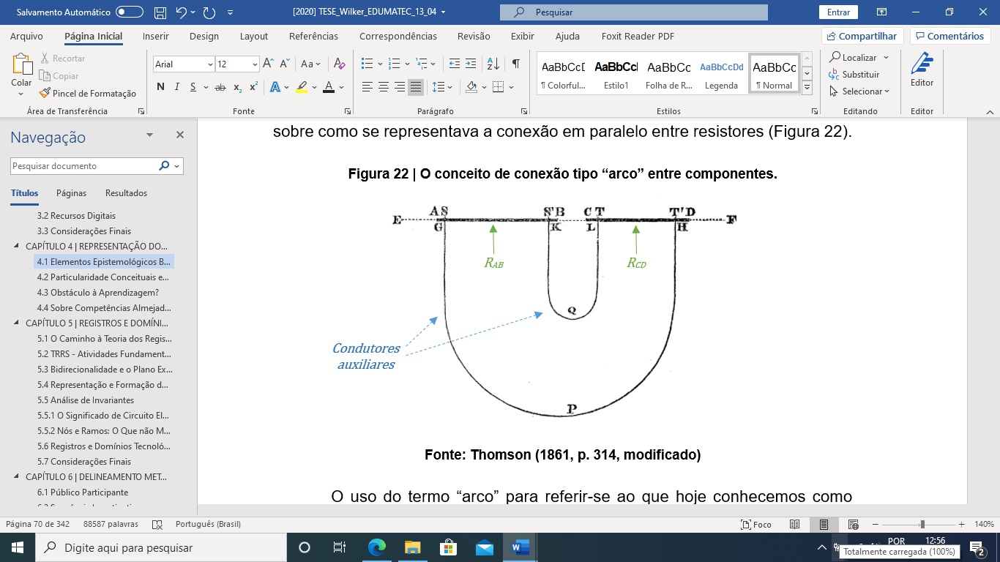 Salvamento Automático
[2020] TESE_Wilker_EDUMATEC_13_04
Pesquisar
Entrar
Arquivo
Página Inicial
Inserir
Design
Layout
Referências
Correspondências
Revisão
Exibir
Ajuda
Foxit Reader PDF
Compartilhar
Comentários
Colar
Recortar
Copiar
Pincel de Formatação
Área de Transferência
Arial
12
Aa
N I S ab x₂ x²
Fonte
Parágrafo
AaBbCcD
¶ Colorful...
AaBbCcI
Estilo1
AaBbCc
Folha de R...
AaBbCcDd
Legenda
AaBbCc
¶ Normal
Estilos
Localizar
Substituir
Selecionar
Editando
Editor
Editor
Navegação
Pesquisar documento
Títulos
Páginas
Resultados
3.2 Recursos Digitais
3.3 Considerações Finais
CAPÍTULO 4 | REPRESENTAÇÃO DO...
4.1 Elementos Epistemológicos B...
4.2 Particularidade Conceituais e...
4.3 Obstáculo à Aprendizagem?
4.4 Sobre Competências Almejad...
CAPÍTULO 5 | REGISTROS E DOMÍNI...
5.1 O Caminho à Teoria dos Regis...
5.2 TRRS - Atividades Fundament...
5.3 Bidirecionalidade e o Plano Ex...
5.4 Representação e Formação d...
5.5 Análise de Invariantes
5.5.1 O Significado de Circuito El...
5.5.2 Nós e Ramos: O Que não M...
5.6 Registros e Domínios Tecnoló...
5.7 Considerações Finais
CAPÍTULO 6 | DELINEAMENTO MET...
6.1 Público Participante
sobre como se representava a conexão em paralelo entre resistores (Figura 22).
Figura 22 | O conceito de conexão tipo “arco” entre componentes.
A S S'B C T T'D
E F
G K L H
R_AB R_CD
Q
Condutores
auxiliares
P
Fonte: Thomson (1861, p. 314, modificado)
O uso do termo “arco” para referir-se ao que hoje conhecemos como
Página 70 de 342
88587 palavras
Português (Brasil)
Foco
140%
Digite aqui para pesquisar
POR
12:56
Totalmente carregada (100%)
2